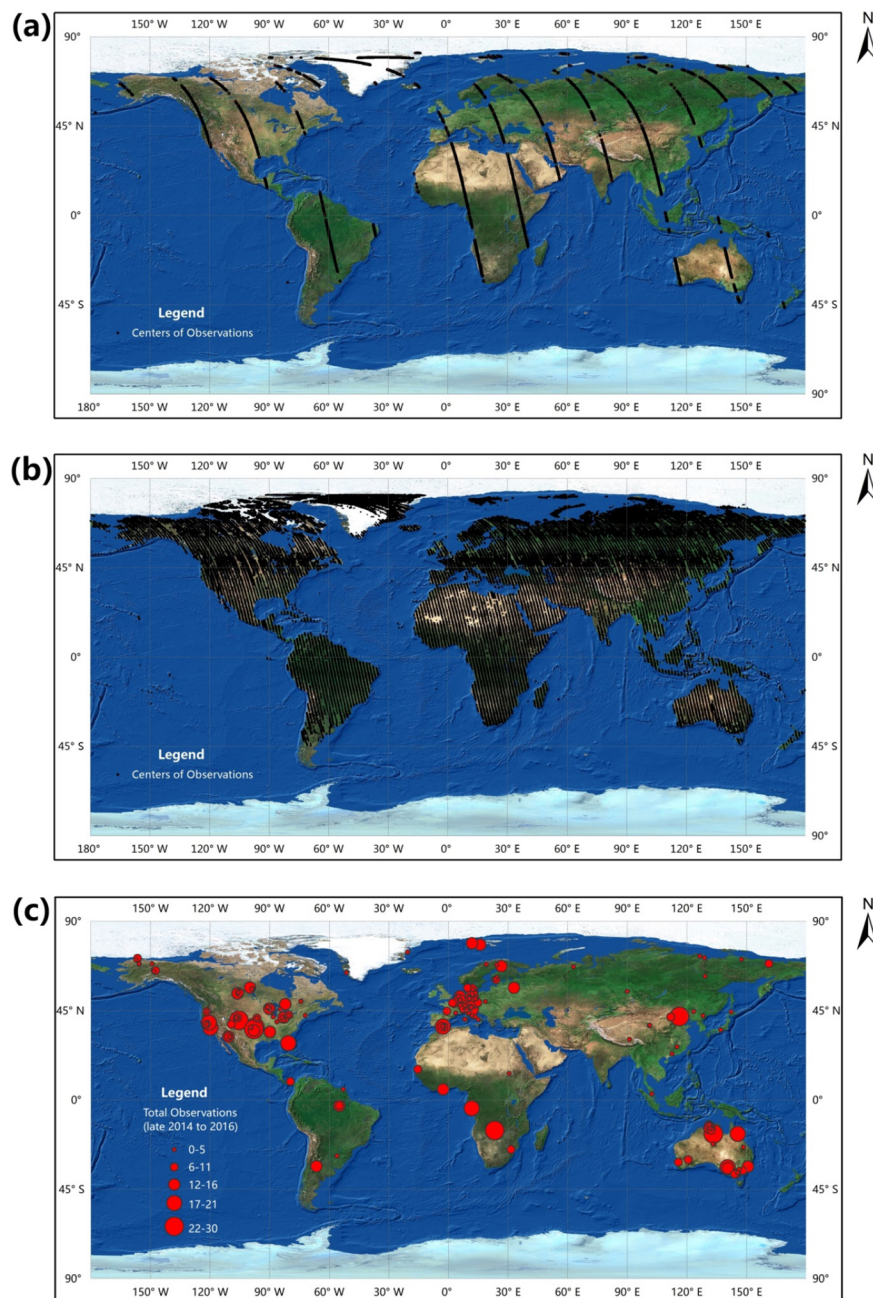 (a)
N
150° W 120° W 90° W 60° W 30° W 0° 30° E 60° E 90° E 120° E 150° E
90° 90°
45° N 45° N
0° 0°
45° S 45° S
Legend
Centers of Observations
90° 90°
180° 150° W 120° W 90° W 60° W 30° W 0° 30° E 60° E 90° E 120° E 150° E
(b)
N
150° W 120° W 90° W 60° W 30° W 0° 30° E 60° E 90° E 120° E 150° E
90° 90°
45° N 45° N
0° 0°
45° S 45° S
Legend
Centers of Observations
90° 90°
180° 150° W 120° W 90° W 60° W 30° W 0° 30° E 60° E 90° E 120° E 150° E
(c)
N
150° W 120° W 90° W 60° W 30° W 0° 30° E 60° E 90° E 120° E 150° E
90° 90°
45° N 45° N
Legend
0° 0°
Total Observations
(late 2014 to 2016)
0-5
6-11
12-16
45° S 45° S
17-21
22-30
90° 90°
150° W 120° W 90° W 60° W 30° W 0° 30° E 60° E 90° E 120° E 150° E